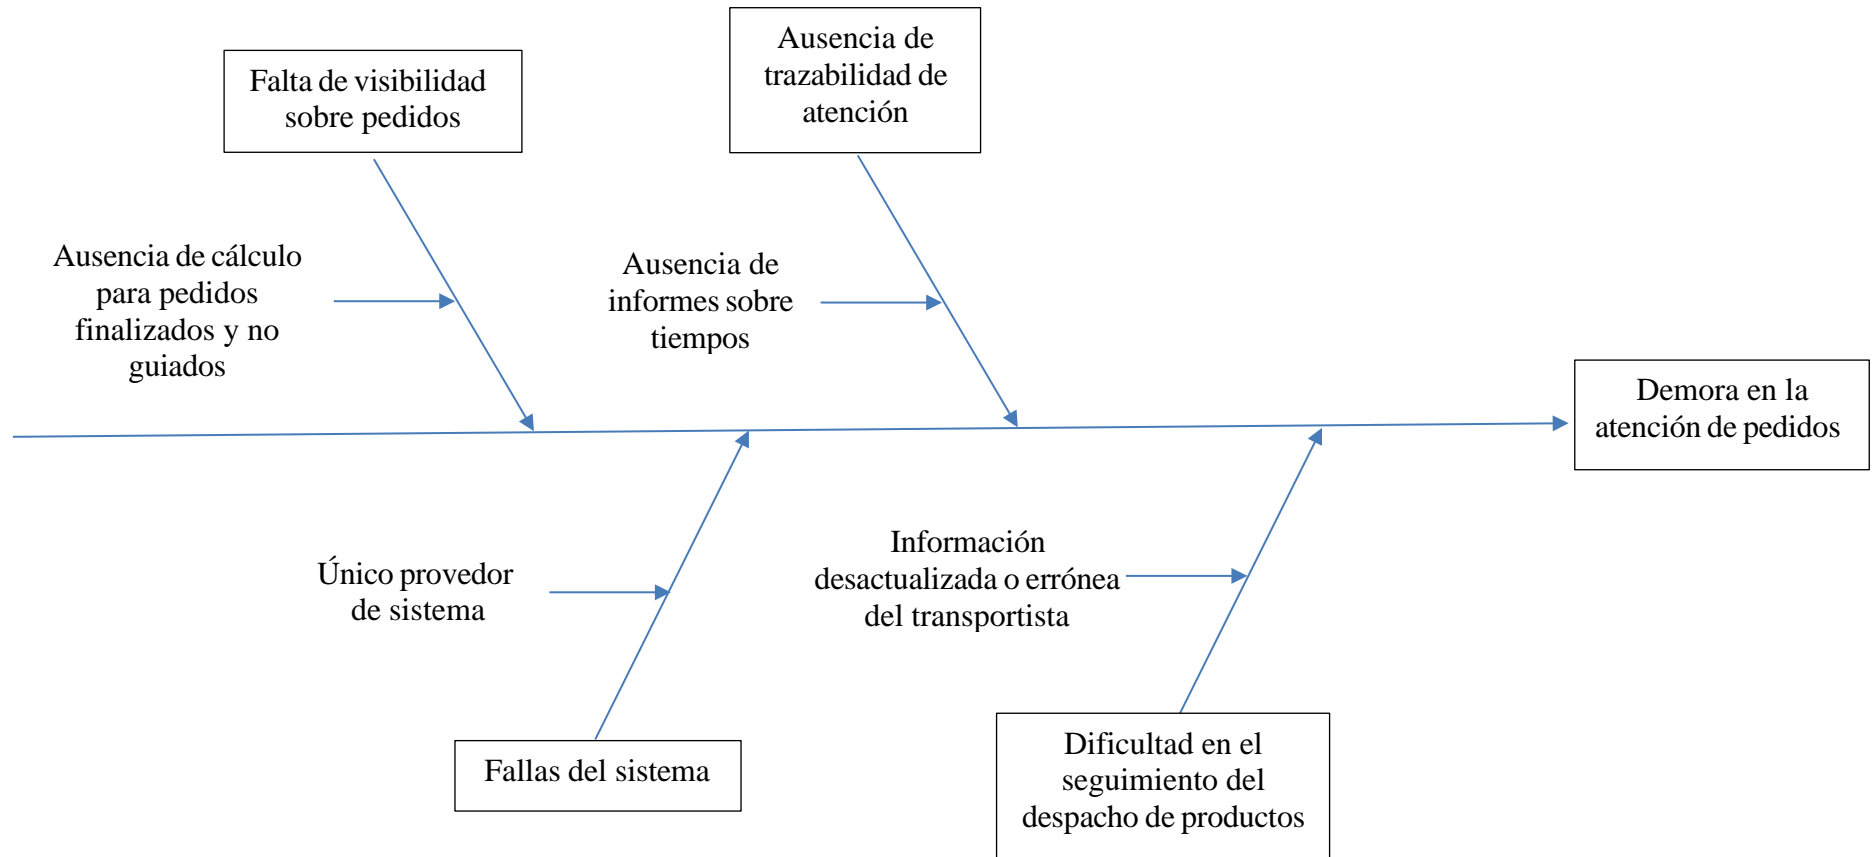 Falta de visibilidad
sobre pedidos
Ausencia de
trazabilidad de
atención
Ausencia de cálculo
para pedidos
finalizados y no
guiados
Ausencia de
informes sobre
tiempos
Demora en la
atención de pedidos
Único provedor
de sistema
Información
desactualizada o errónea
del transportista
Fallas del sistema
Dificultad en el
seguimiento del
despacho de productos